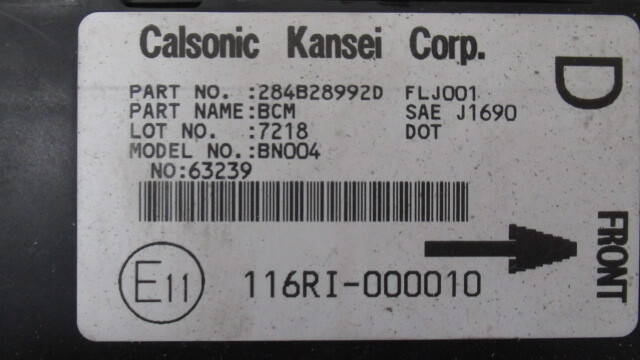 Calsonic Kansei Corp.
D
PART NO. :284B28992D FLJ001
PART NAME:BCM SAE J1690
LOT NO. :7218 DOT
MODEL NO.:BN004
NO:63239
FRONT
E11 116RI-000010